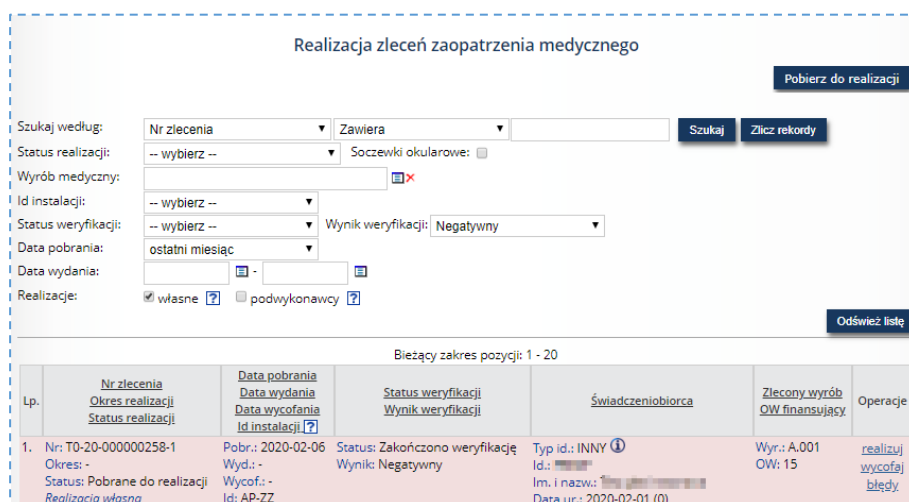 Realizacja zleceń zaopatrzenia medycznego
Pobierz do realizacji
Szukaj według: Nr zlecenia Zawiera Szukaj Zlicz rekordy
Status realizacji: -- wybierz -- Soczewki okularowe:
Wyrób medyczny:
Id instalacji: -- wybierz --
Status weryfikacji: -- wybierz -- Wynik weryfikacji: Negatywny
Data pobrania: ostatni miesiąc
Data wydania: -
Realizacje: własne ? podwykonawcy ?
Odśwież listę
Bieżący zakres pozycji: 1 - 20
Lp.
Nr zlecenia
Okres realizacji
Status realizacji
Data pobrania
Data wydania
Data wycofania
Id instalacji ?
Status weryfikacji
Wynik weryfikacji
Świadczeniobiorca
Zlecony wyrób
OW finansujący
Operacje
1.
Nr: T0-20-000000258-1
Okres: -
Status: Pobrane do realizacji
Realizacja własna
Pobr.: 2020-02-06
Wyd.: -
Wycof.: -
Id: AP-ZZ
Status: Zakończono weryfikację
Wynik: Negatywny
Typ id.: INNY
Id.:
Im. i nazw.:
Data ur.: 2020-02-01 (0)
Wyr.: A.001
OW: 15
realizuj
wycofaj
błędy